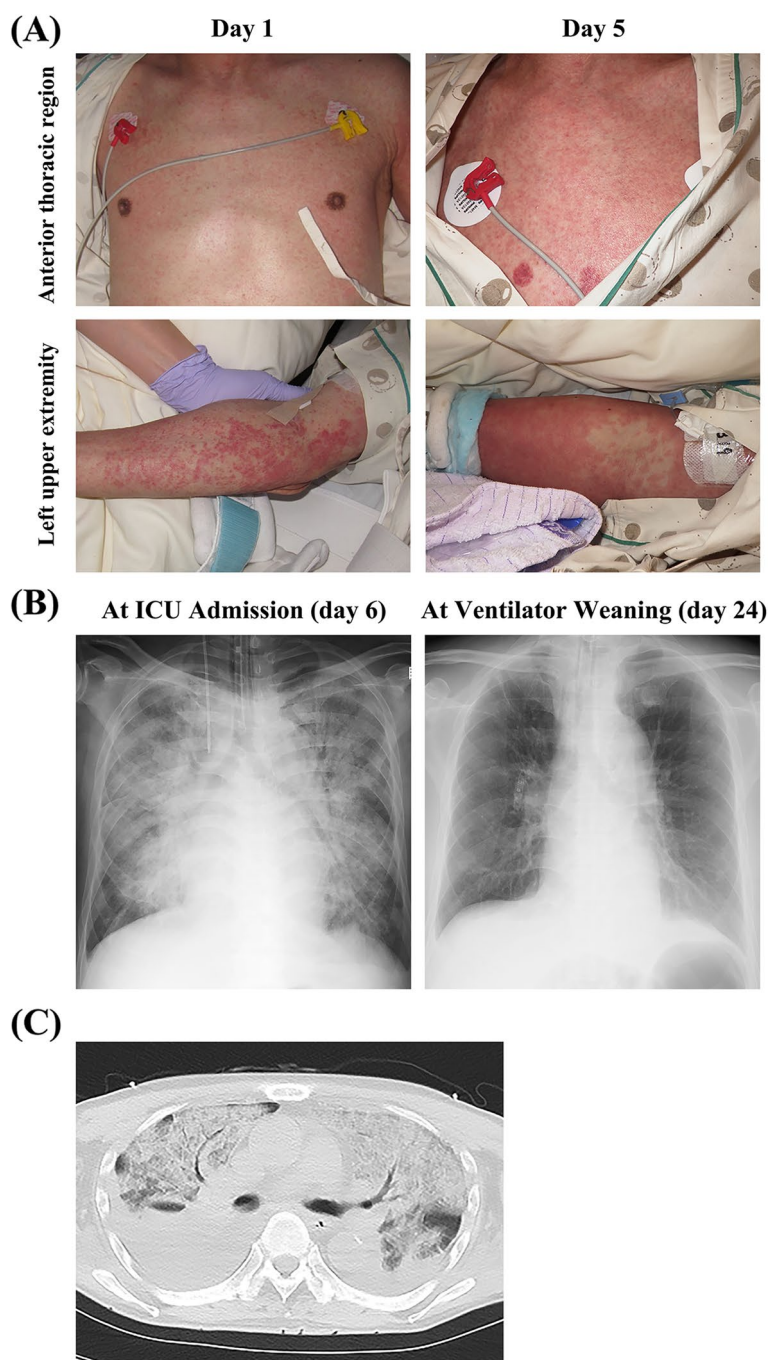 (A)
Day 1
Day 5
Anterior thoracic region
Left upper extremity
(B)
At ICU Admission (day 6)
At Ventilator Weaning (day 24)
(C)